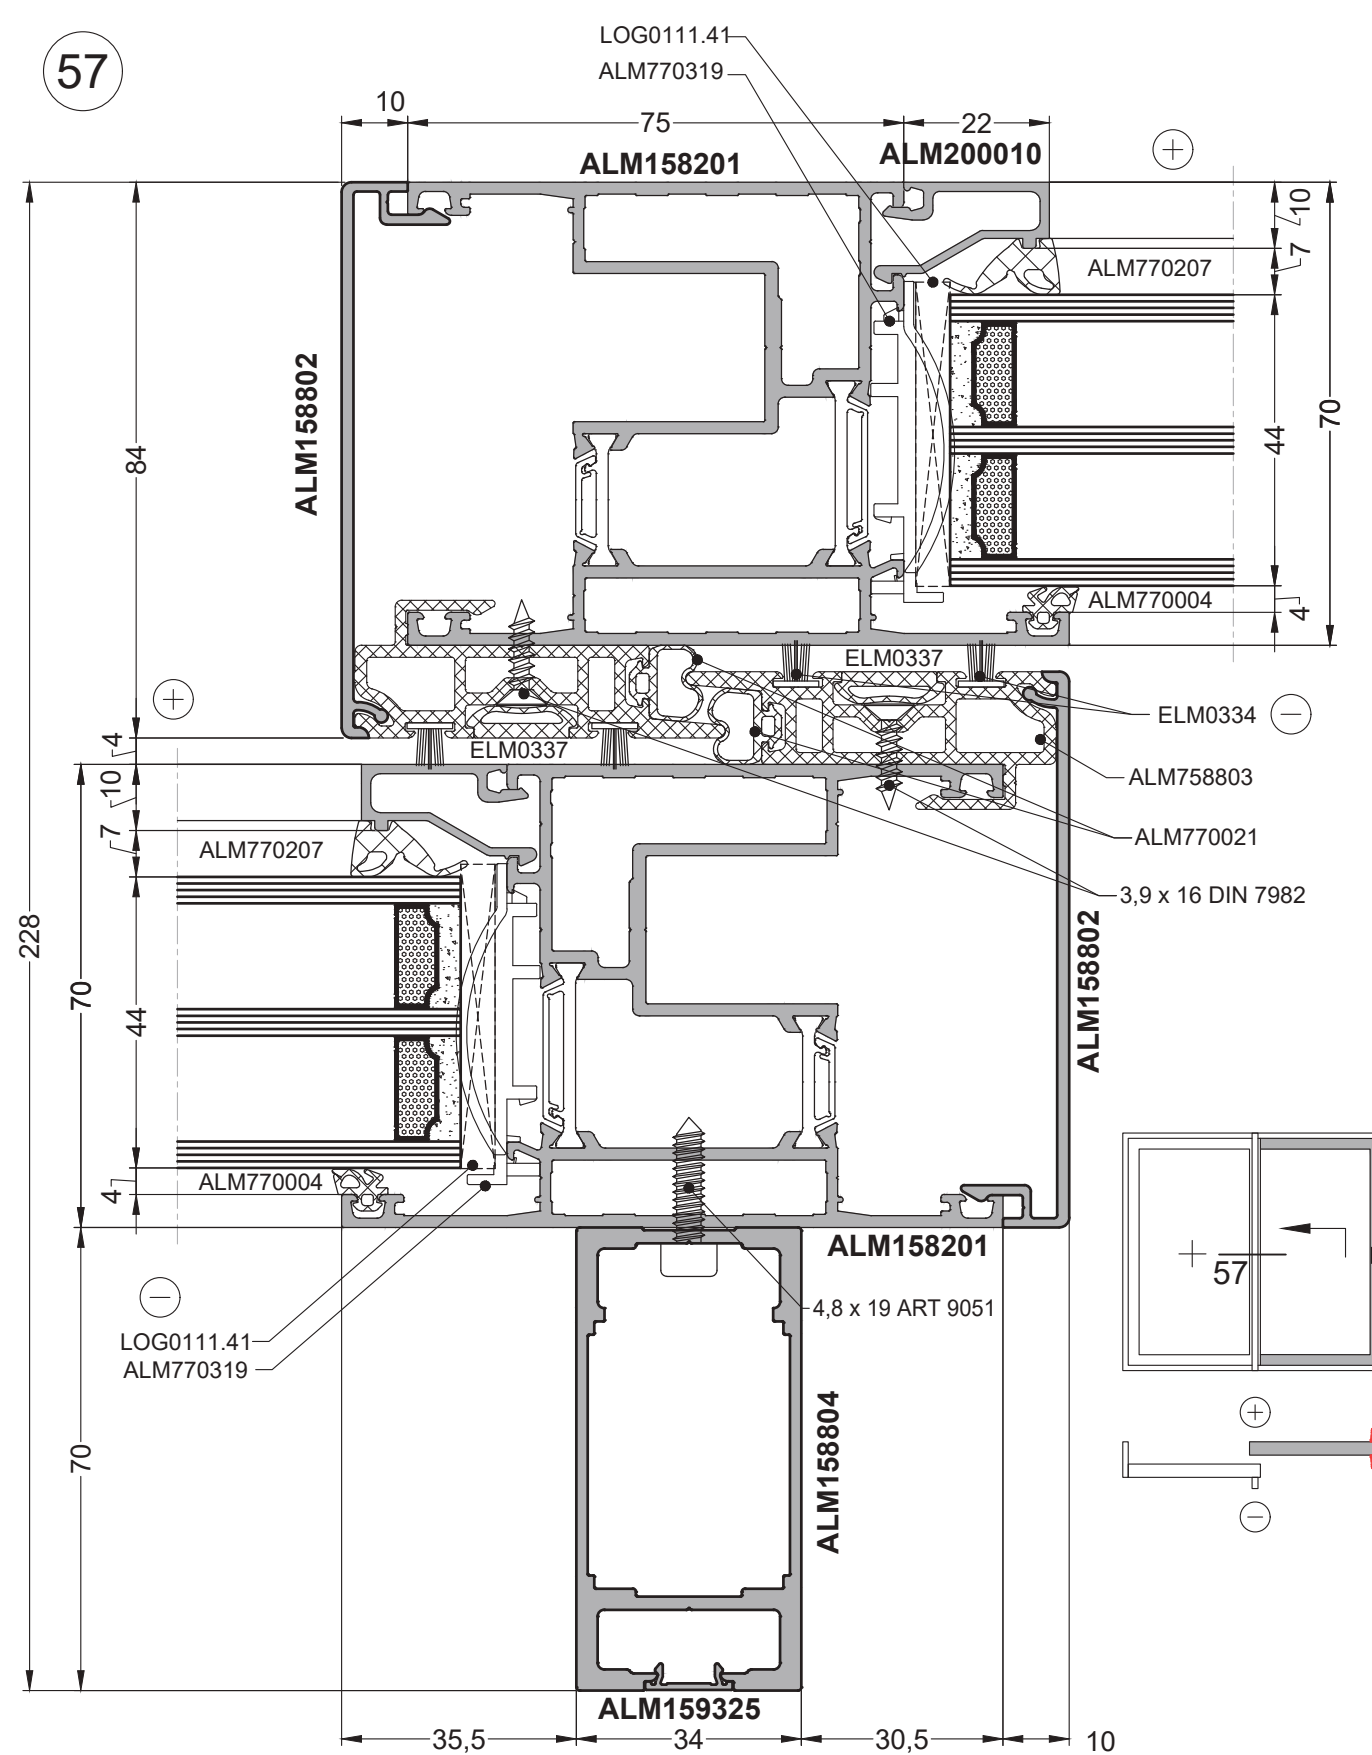 57
LOG0111.41
ALM770319
10
75
22
ALM158201
ALM200010
+
10
7
ALM770207
ALM158802
84
44
70
ALM770004
4
ELM0337
+
ELM0334
−
4
ELM0337
ALM758803
10
7
ALM770207
ALM770021
3,9 x 16 DIN 7982
228
70
44
ALM158802
4
ALM770004
ALM158201
+
57
−
4,8 x 19 ART 9051
LOG0111.41
ALM770319
+
ALM158804
70
−
ALM159325
35,5
34
30,5
10